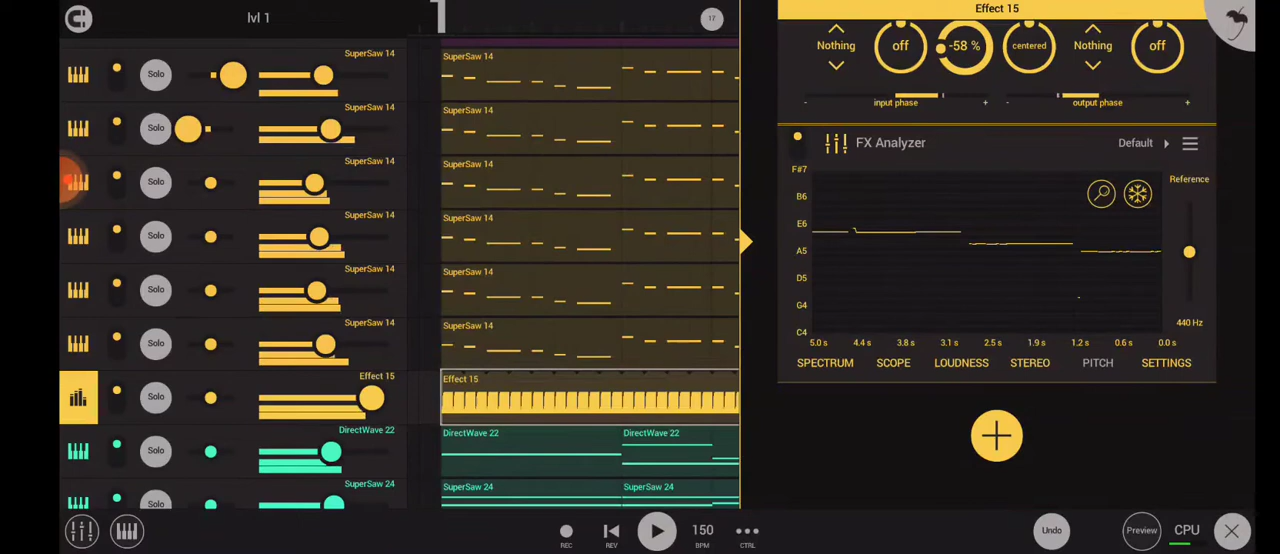 lvl 1
17
Effect 15
SuperSaw 14
Solo
SuperSaw 14
Solo
SuperSaw 14
Solo
SuperSaw 14
Solo
SuperSaw 14
Solo
SuperSaw 14
Solo
Effect 15
Solo
DirectWave 22
Solo
SuperSaw 24
Solo
SuperSaw 14
SuperSaw 14
SuperSaw 14
SuperSaw 14
SuperSaw 14
SuperSaw 14
Effect 15
DirectWave 22 DirectWave 22
SuperSaw 24 SuperSaw 24
Nothing off -58 % centered Nothing off
- input phase + - output phase +
FX Analyzer Default
F#7
B6
E6
A5
D5
G4
C4
Reference
440 Hz
5.0 s 4.4 s 3.8 s 3.1 s 2.5 s 1.9 s 1.2 s 0.6 s 0.0 s
SPECTRUM SCOPE LOUDNESS STEREO PITCH SETTINGS
REC REV 150 BPM CTRL
Undo Preview CPU